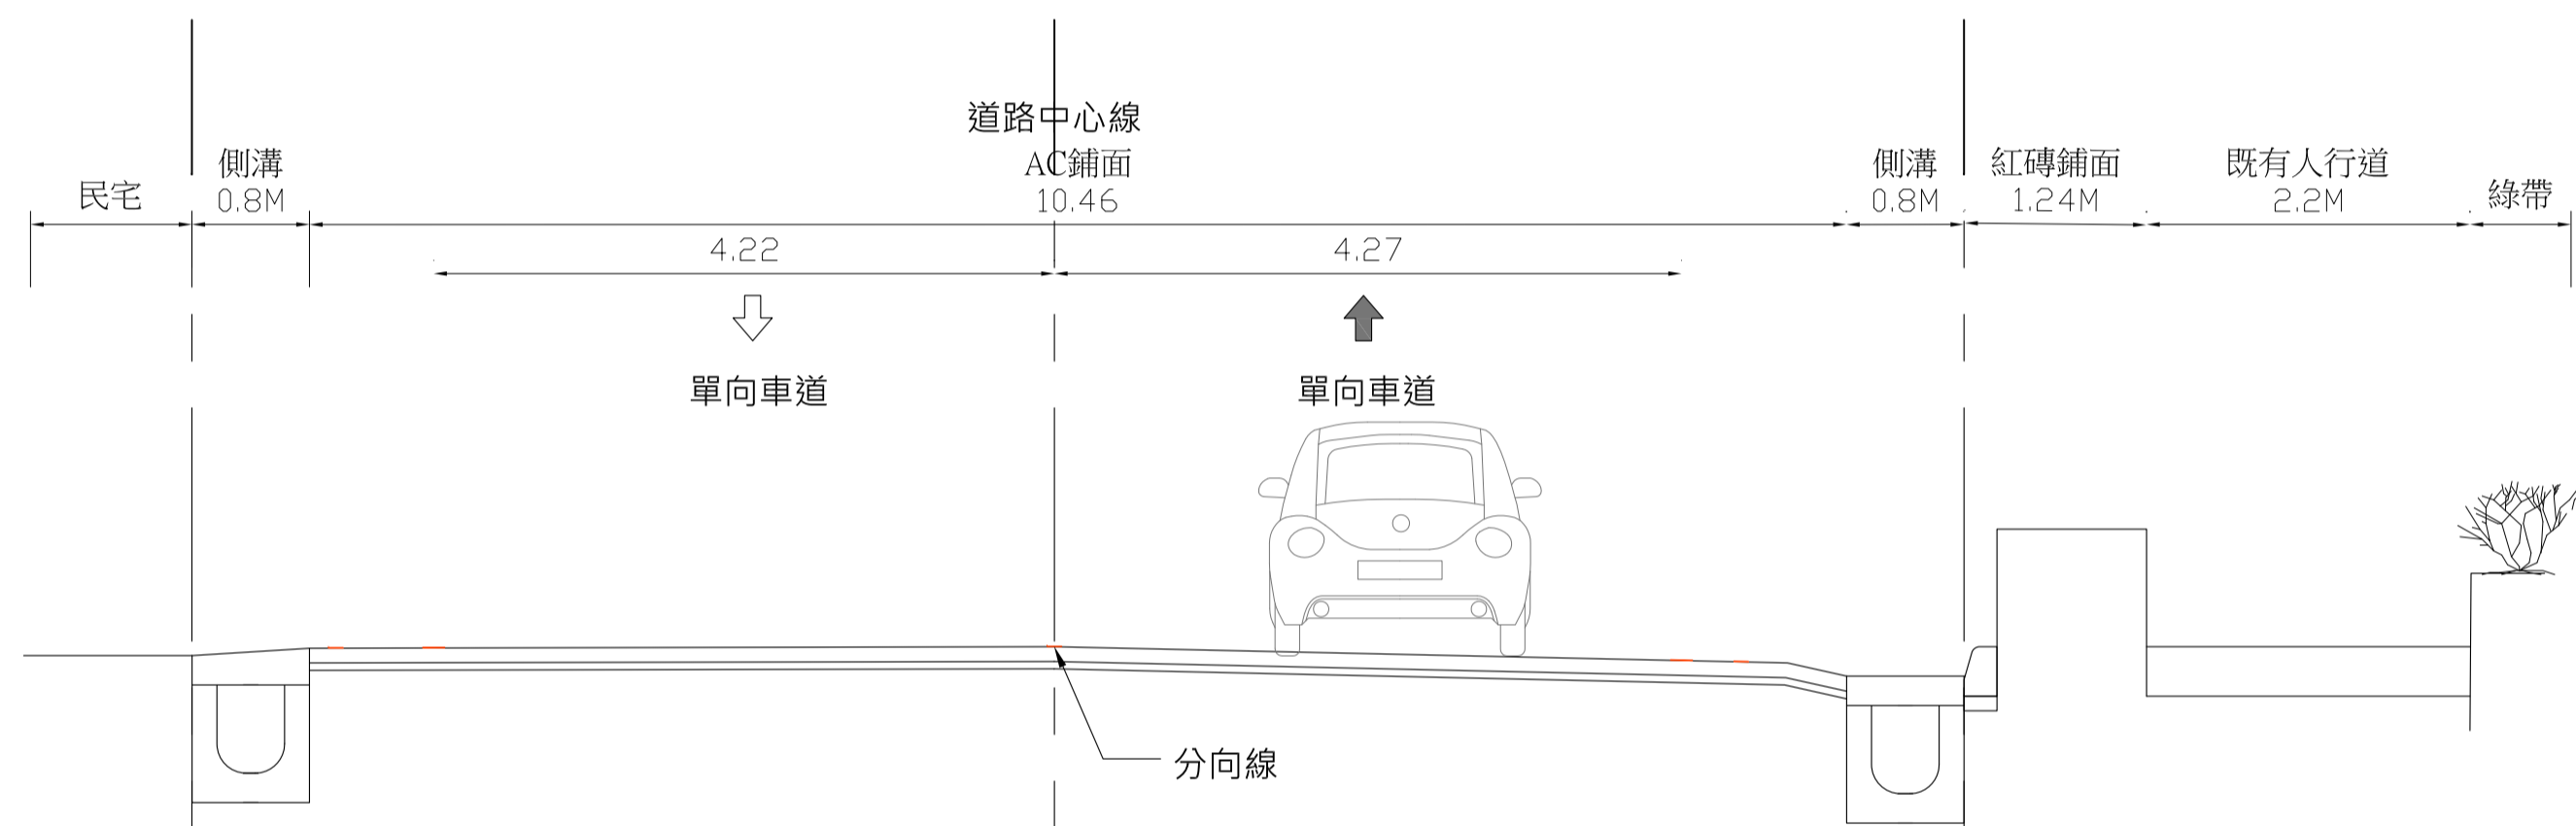 道路中心線
民宅
側溝
0.8M
AC鋪面
10.46
側溝
0.8M
紅磚鋪面
1.24M
既有人行道
2.2M
綠帶
4.22
4.27
單向車道
單向車道
分向線